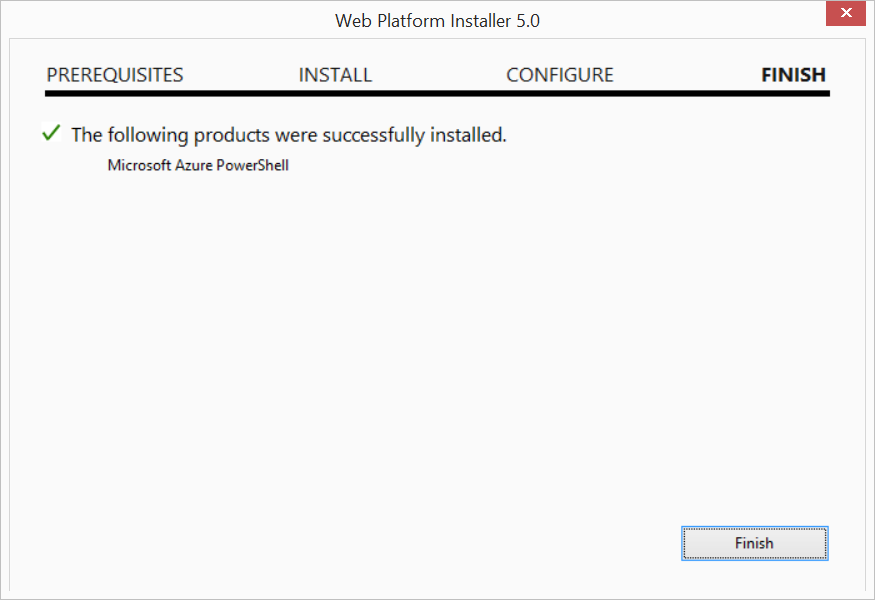 Web Platform Installer 5.0
PREREQUISITES INSTALL CONFIGURE FINISH
The following products were successfully installed.
Microsoft Azure PowerShell
Finish